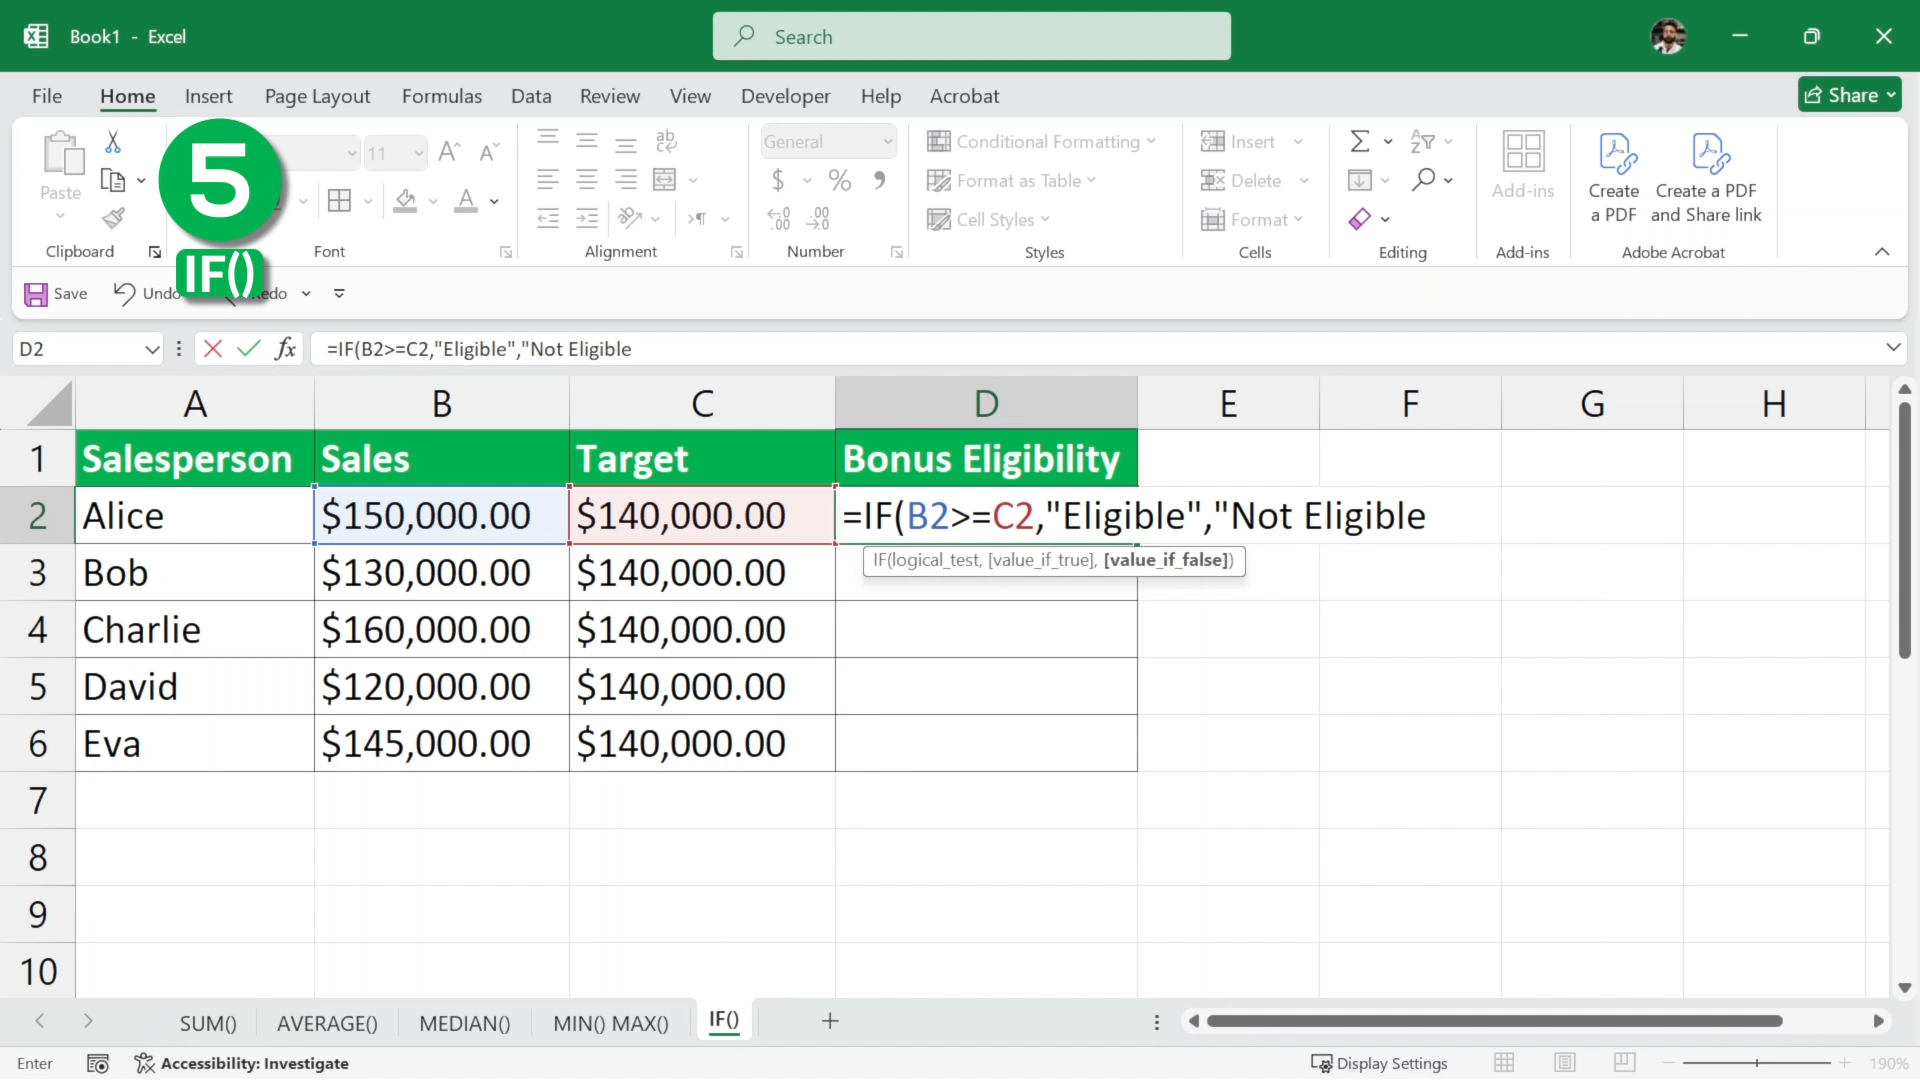 Book1 - Excel
Search
File Home Insert Page Layout Formulas Data Review View Developer Help Acrobat
Share
Paste
11
General
Conditional Formatting
Format as Table
Cell Styles
Insert
Delete
Format
Add-ins
Create a PDF
Create a PDF and Share link
Clipboard Font Alignment Number Styles Cells Editing Add-ins Adobe Acrobat
5
IF()
Save Undo
D2
=IF(B2>=C2,"Eligible","Not Eligible
A B C D E F G H
1 Salesperson Sales Target Bonus Eligibility
2 Alice $150,000.00 $140,000.00 =IF(B2>=C2,"Eligible","Not Eligible
IF(logical_test, [value_if_true], [value_if_false])
3 Bob $130,000.00 $140,000.00
4 Charlie $160,000.00 $140,000.00
5 David $120,000.00 $140,000.00
6 Eva $145,000.00 $140,000.00
7
8
9
10
SUM() AVERAGE() MEDIAN() MIN() MAX() IF()
Enter Accessibility: Investigate Display Settings 190%